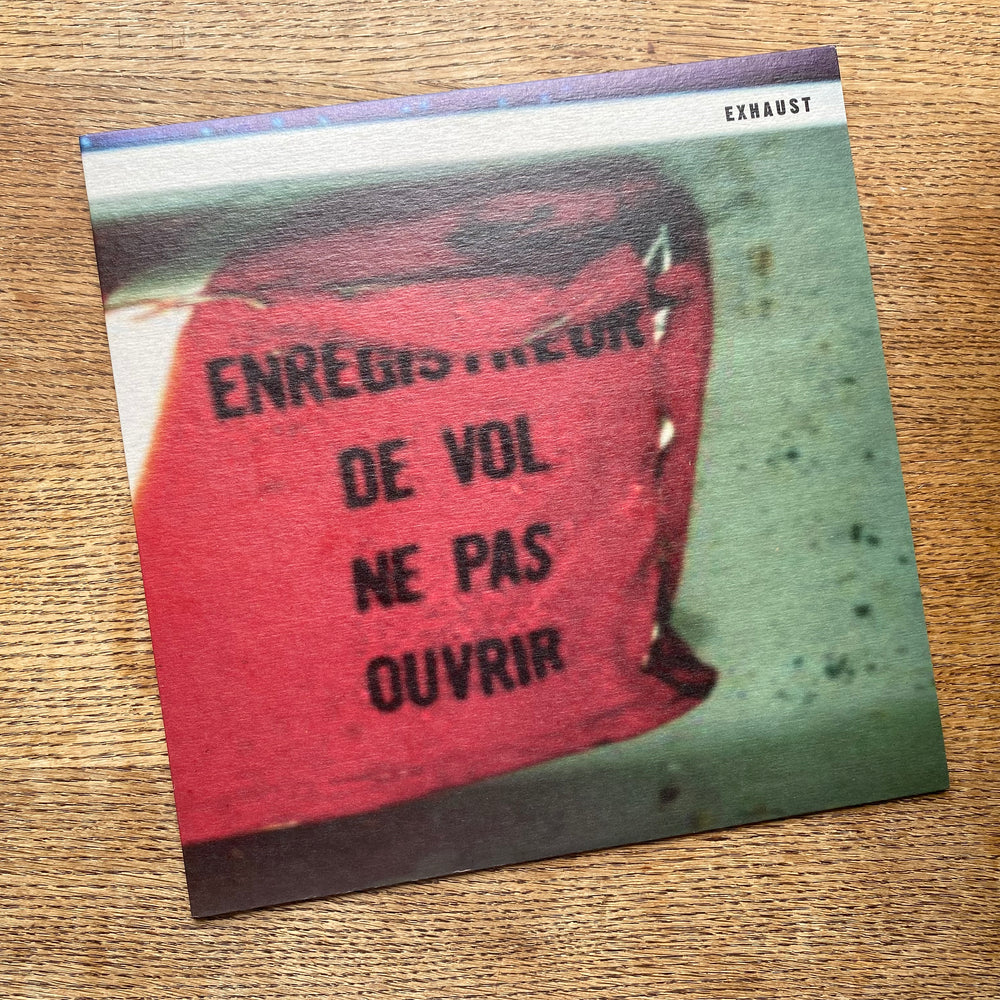 EXHAUST
ENREGISTREUR
DE VOL
NE PAS
OUVRIR